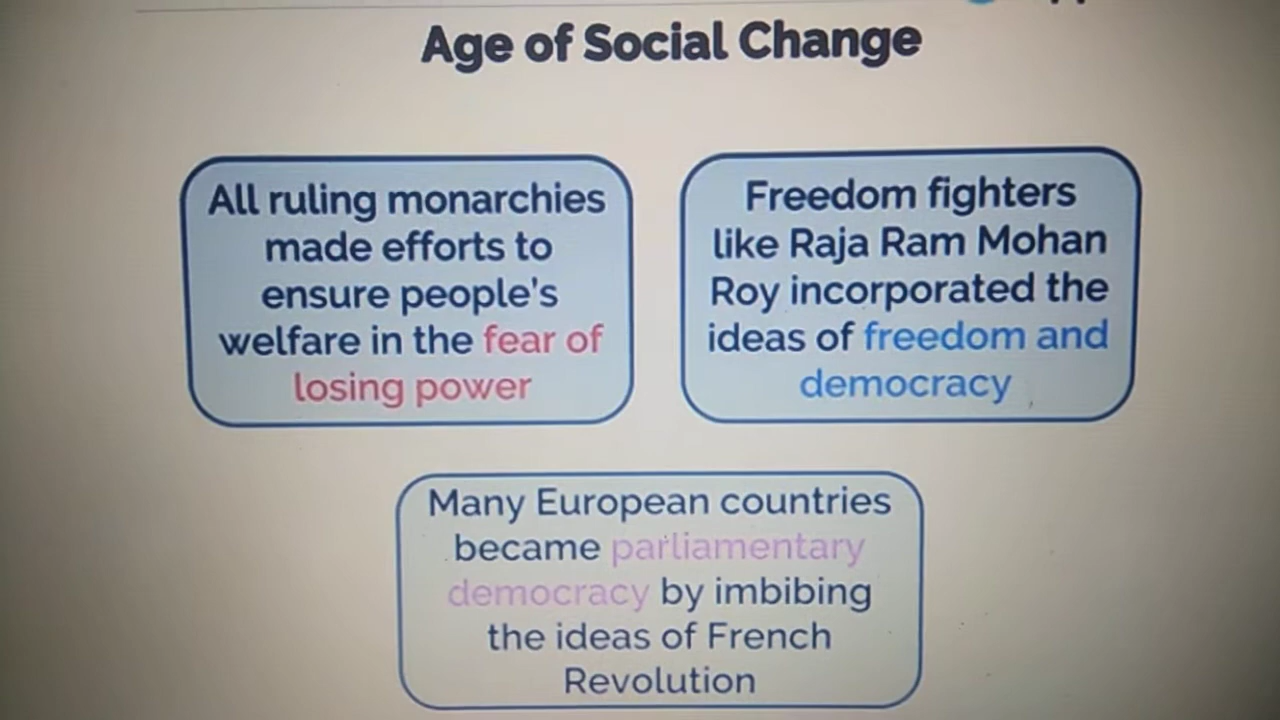 Age of Social Change
All ruling monarchies
made efforts to
ensure people's
welfare in the fear of
losing power
Freedom fighters
like Raja Ram Mohan
Roy incorporated the
ideas of freedom and
democracy
Many European countries
became parliamentary
democracy by imbibing
the ideas of French
Revolution